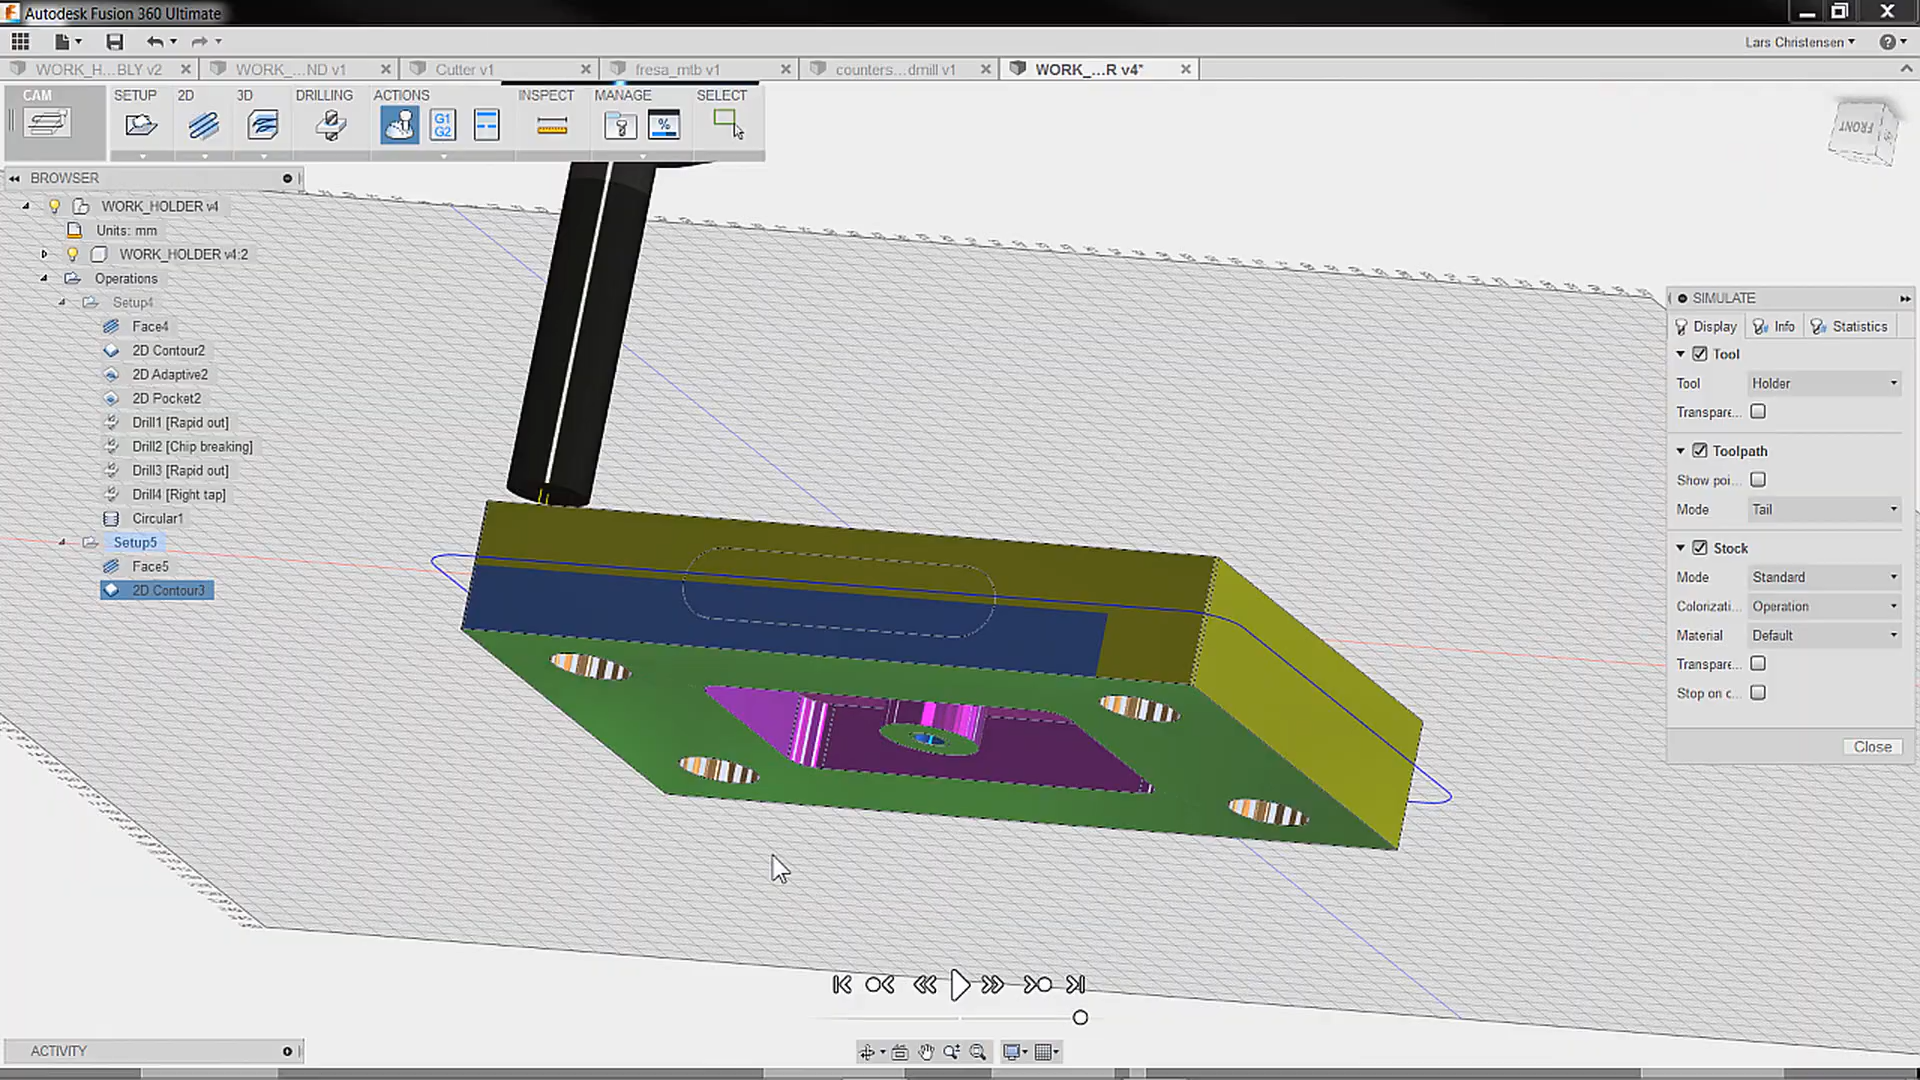 Autodesk Fusion 360 Ultimate
Lars Christensen
WORK_H...BLY v2
WORK_...ND v1
Cutter v1
fresa_mtb v1
counters...drmill v1
WORK_...R v4*
CAM
SETUP
2D
3D
DRILLING
ACTIONS
INSPECT
MANAGE
SELECT
G1
G2
%
FRONT
BROWSER
WORK_HOLDER v4
Units: mm
WORK_HOLDER v4:2
Operations
Setup4
Face4
2D Contour2
2D Adaptive2
2D Pocket2
Drill1 [Rapid out]
Drill2 [Chip breaking]
Drill3 [Rapid out]
Drill4 [Right tap]
Circular1
Setup5
Face5
2D Contour3
SIMULATE
Display
Info
Statistics
Tool
Tool
Holder
Transpare...
Toolpath
Show poi...
Mode
Tail
Stock
Mode
Standard
Colorizati...
Operation
Material
Default
Transpare...
Stop on c...
Close
ACTIVITY